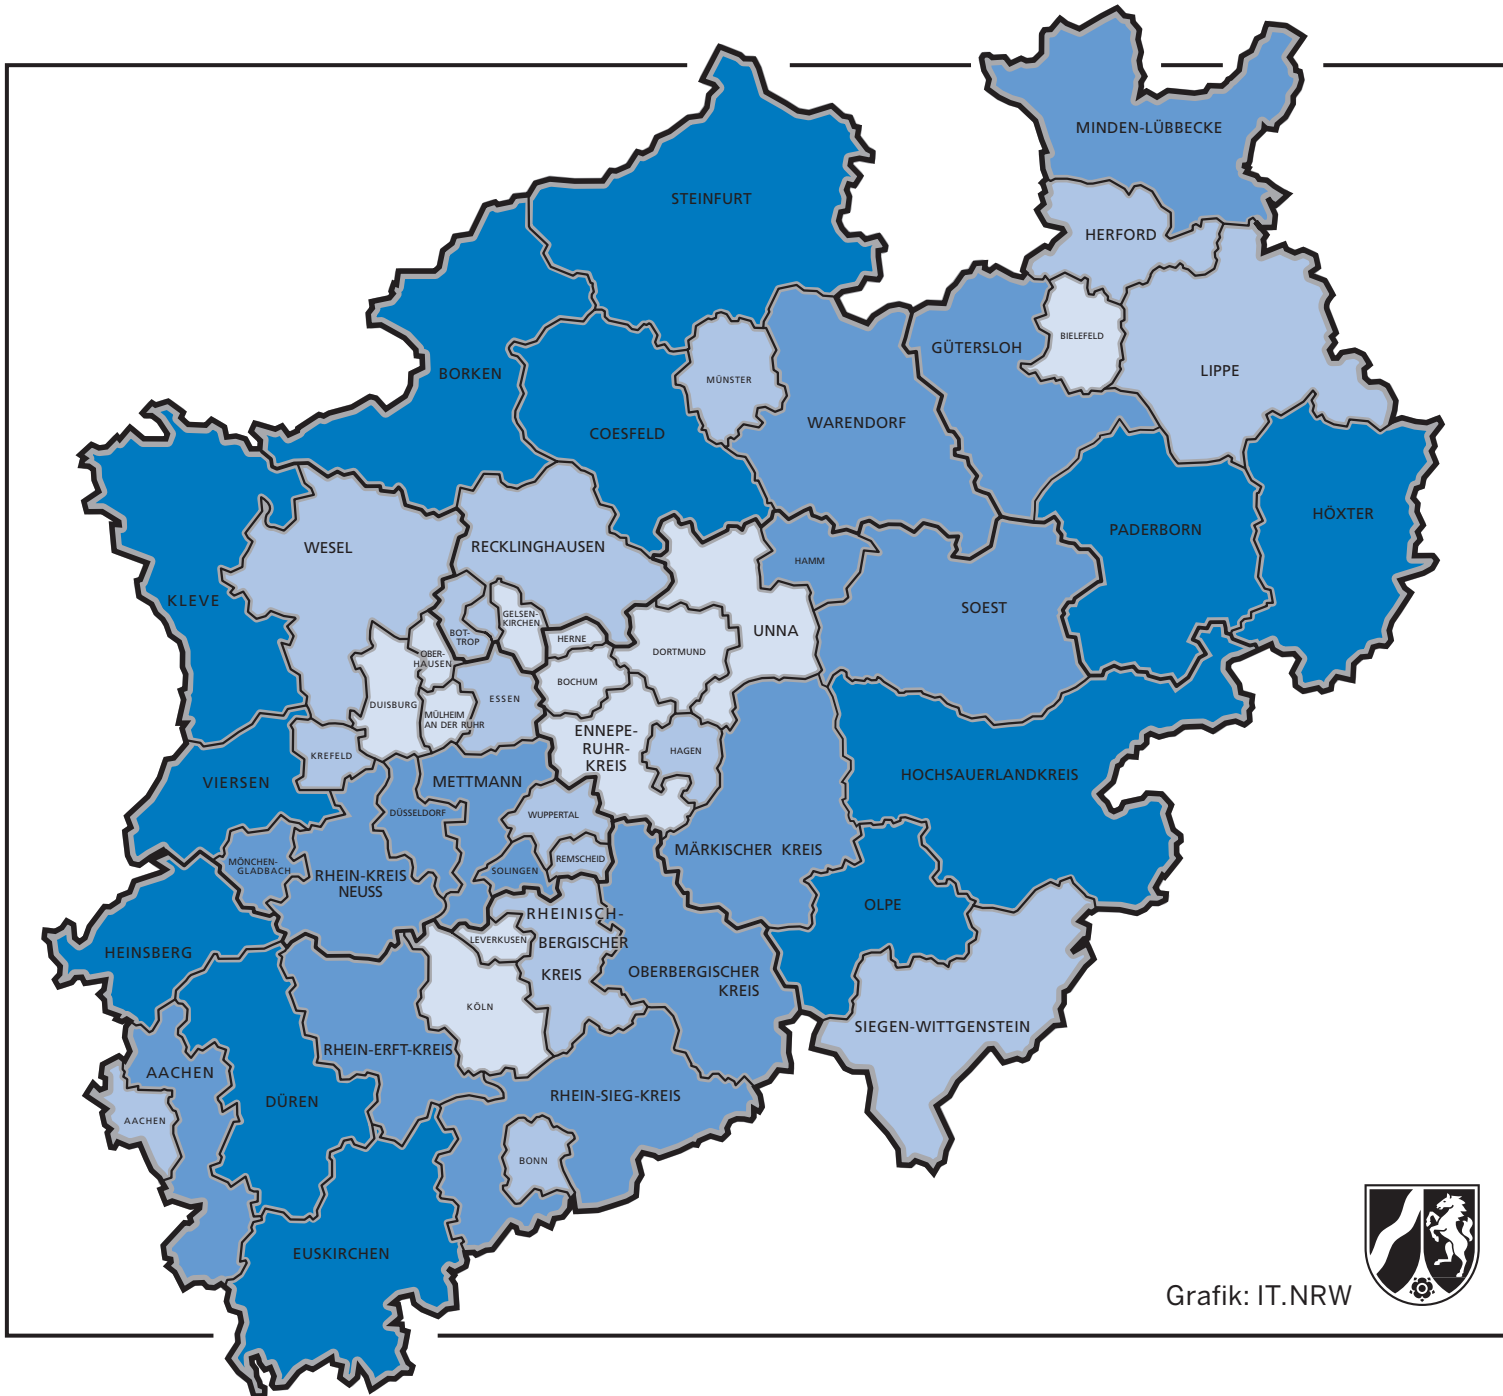 MINDEN-LÜBBECKE
STEINFURT
HERFORD
BIELEFELD
GÜTERSLOH
LIPPE
BORKEN
MÜNSTER
WARENDORF
COESFELD
HÖXTER
PADERBORN
WESEL
RECKLINGHAUSEN
HAMM
KLEVE
SOEST
GELSEN-
KIRCHEN
BOT-
TROP
HERNE
UNNA
OBER-
HAUSEN
DORTMUND
BOCHUM
ESSEN
DUISBURG
MÜLHEIM
AN DER RUHR
ENNEPE-
RUHR-
KREIS
HAGEN
KREFELD
VIERSEN
METTMANN
HOCHSAUERLANDKREIS
DÜSSELDORF
WUPPERTAL
MÄRKISCHER KREIS
REMSCHEID
MÖNCHEN-
GLADBACH
RHEIN-KREIS
NEUSS
SOLINGEN
OLPE
RHEINISCH-
BERGISCHER
KREIS
LEVERKUSEN
HEINSBERG
OBERBERGISCHER
KREIS
KÖLN
SIEGEN-WITTGENSTEIN
RHEIN-ERFT-KREIS
AACHEN
DÜREN
RHEIN-SIEG-KREIS
AACHEN
BONN
EUSKIRCHEN
Grafik: IT.NRW